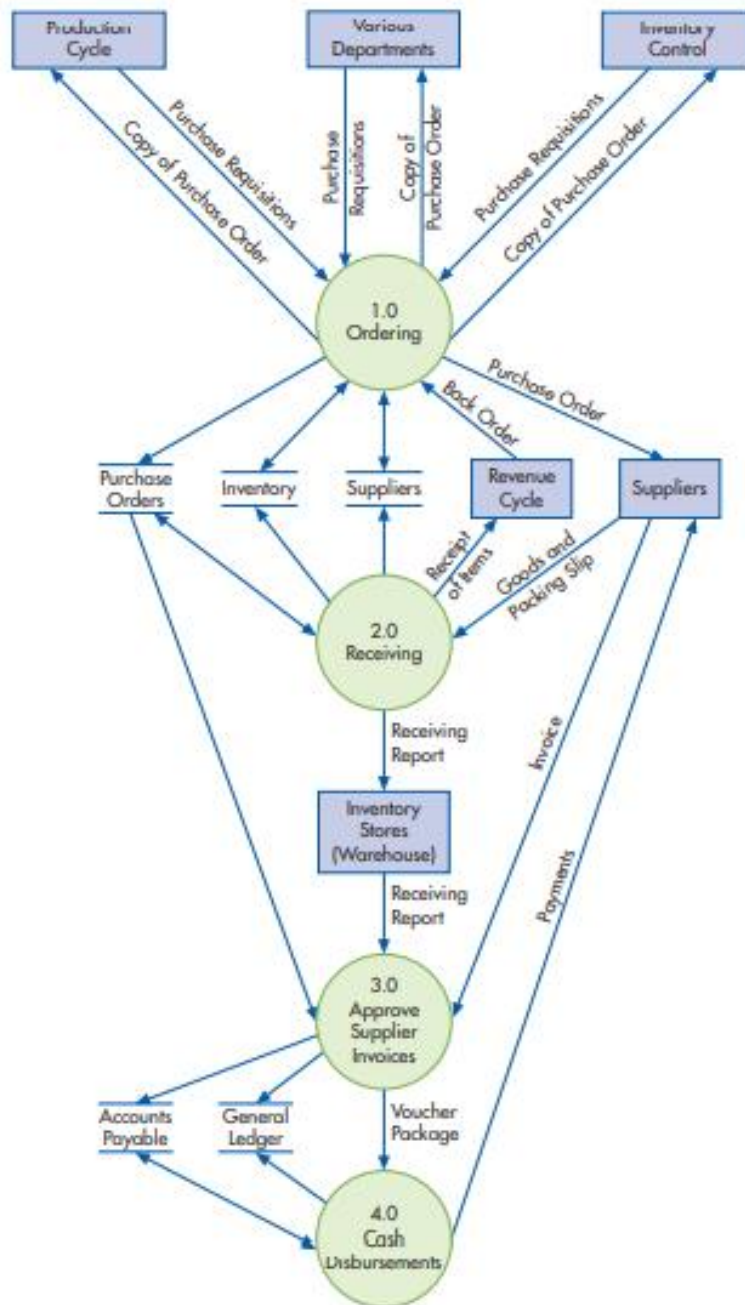 Production
Cycle
Various
Departments
Inventory
Control
Purchase Requisitions
Copy of Purchase Order
Purchase
Requisitions
Copy of
Purchase Order
Purchase Requisitions
Copy of Purchase Order
1.0
Ordering
Purchase Order
Back Order
Purchase
Orders
Inventory
Suppliers
Revenue
Cycle
Suppliers
Receipt
of Items
Goods and
Packing Slip
2.0
Receiving
Receiving
Report
Invoice
Inventory
Stores
(Warehouse)
Payments
Receiving
Report
3.0
Approve
Supplier
Invoices
Accounts
Payable
General
Ledger
Voucher
Package
4.0
Cash
Disbursements